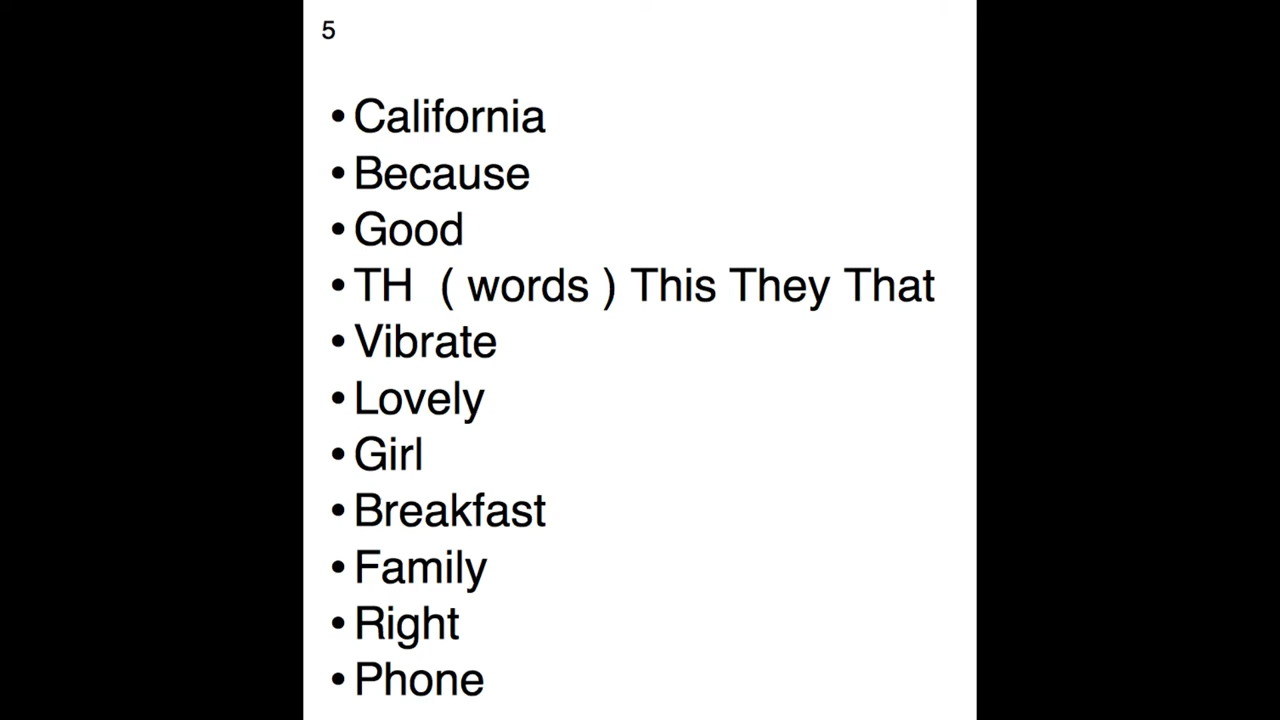 5
• California
• Because
• Good
• TH ( words ) This They That
• Vibrate
• Lovely
• Girl
• Breakfast
• Family
• Right
• Phone